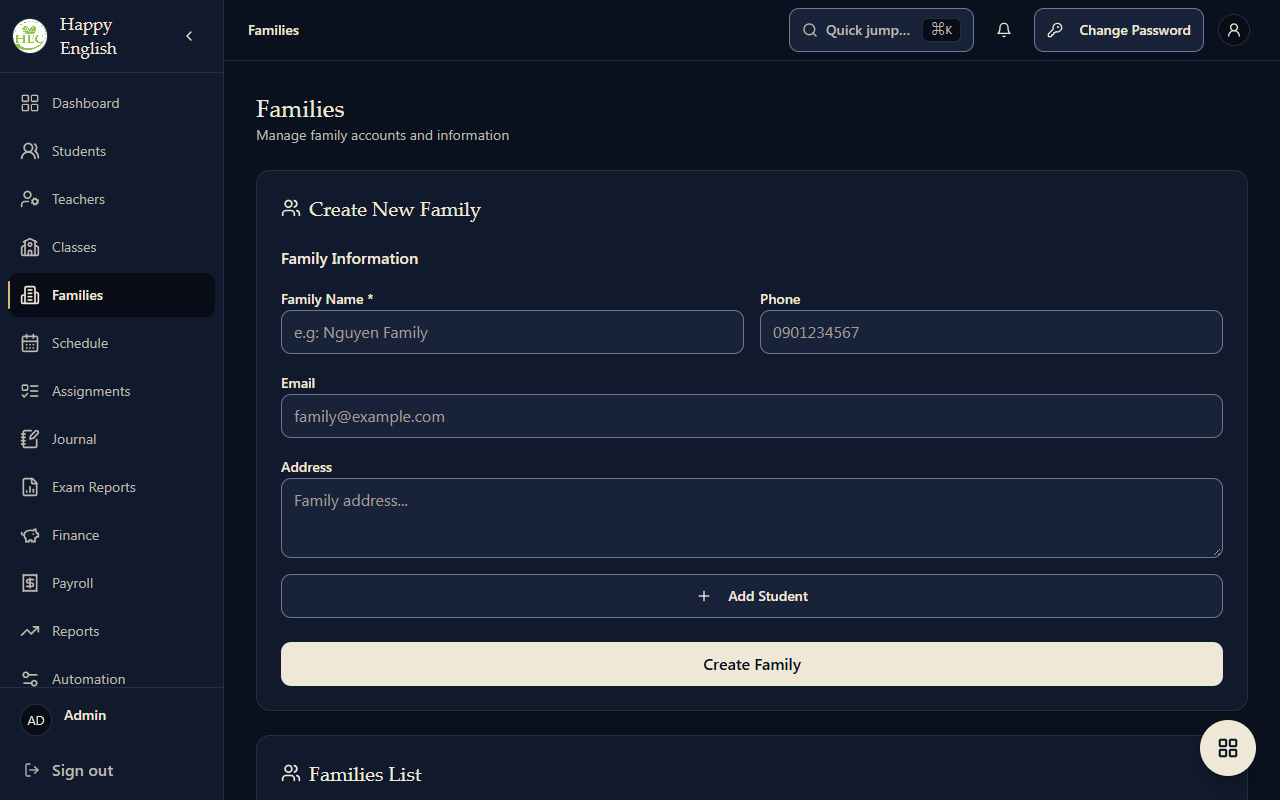 HEC
Happy
English
Families
Quick jump...
⌘K
Change Password
Dashboard
Students
Teachers
Classes
Families
Schedule
Assignments
Journal
Exam Reports
Finance
Payroll
Reports
Automation
AD
Admin
Sign out
Families
Manage family accounts and information
Create New Family
Family Information
Family Name *
Phone
e.g: Nguyen Family
0901234567
Email
family@example.com
Address
Family address...
Add Student
Create Family
Families List